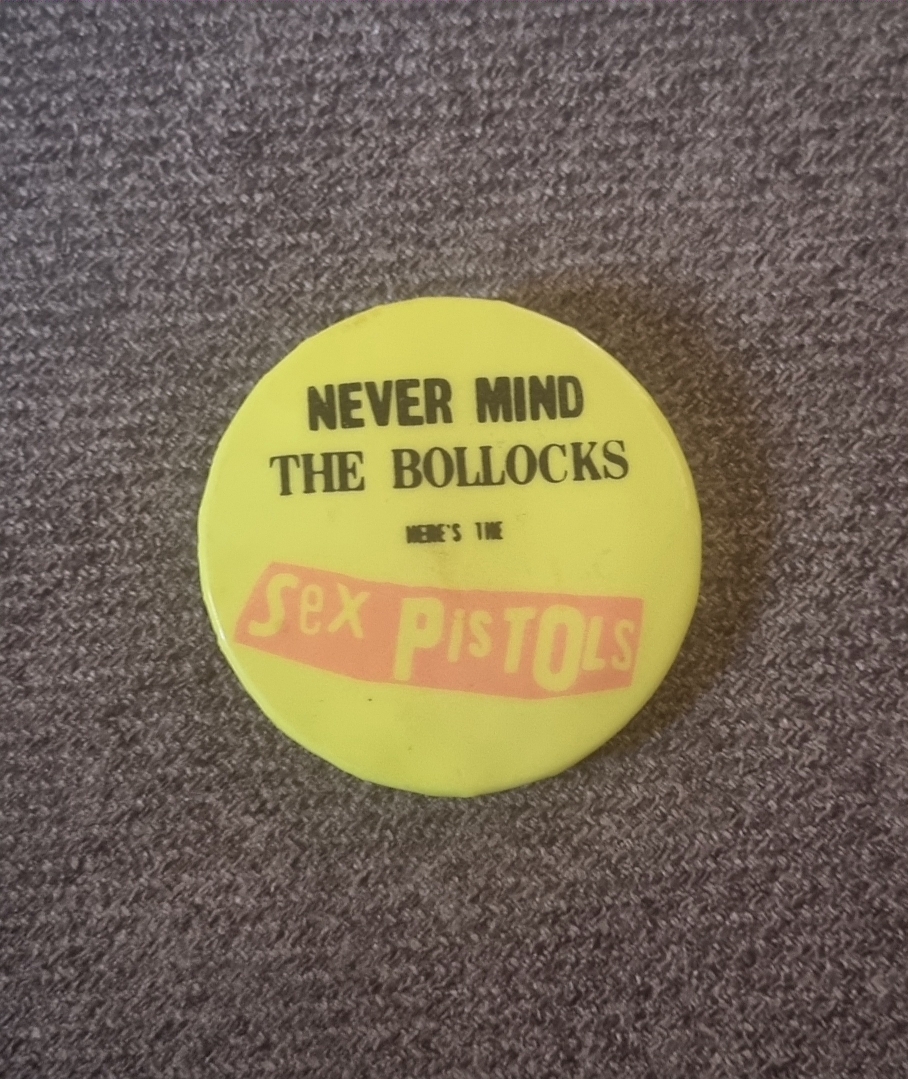 NEVER MIND
THE BOLLOCKS
HERE'S THE
Sex PisTOLS